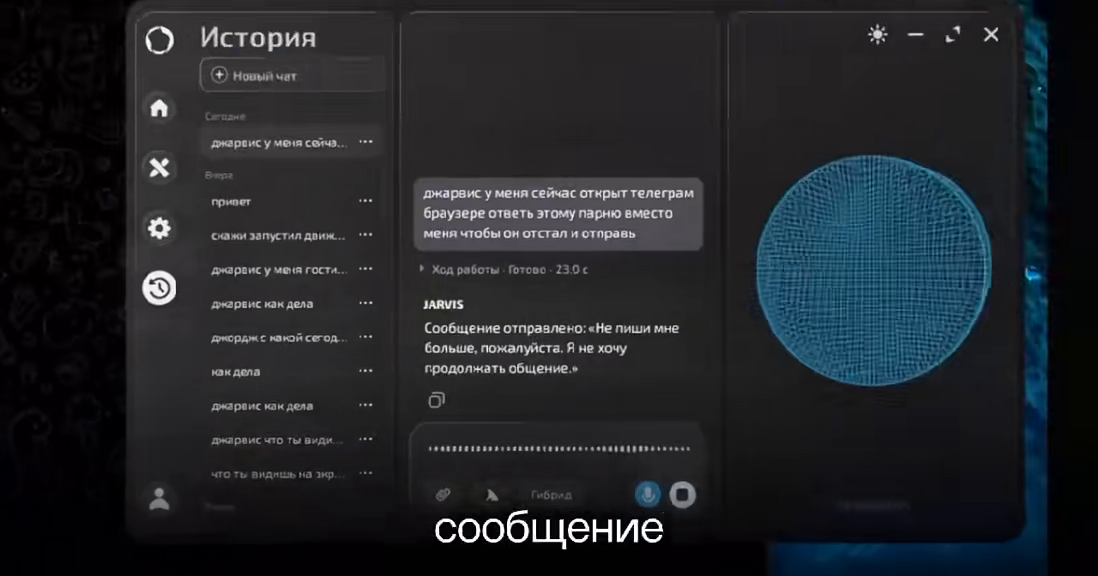 История
Новый чат
Сегодня
джарвис у меня сейча...
Вчера
привет
скажи запустил движ...
джарвис у меня гости...
джарвис как дела
джордж с какой сегод...
как дела
джарвис как дела
джарвис что ты види...
что ты видишь на экр...
джарвис у меня сейчас открыт телеграм
браузере ответь этому парню вместо
меня чтобы он отстал и отправь
Ход работы · Готово · 23.0 с
JARVIS
Сообщение отправлено: «Не пиши мне
больше, пожалуйста. Я не хочу
продолжать общение.»
Гибрид
сообщение